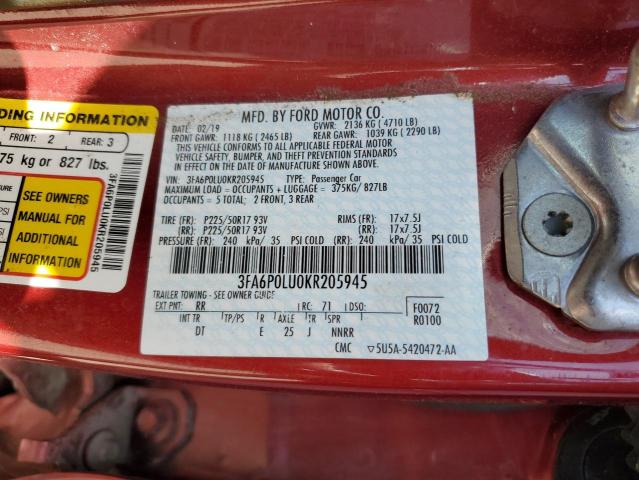 DING INFORMATION
FRONT: 2 REAR: 3
75 kg or 827 lbs.
SEE OWNERS
MANUAL FOR
ADDITIONAL
INFORMATION
3FA6P0LU0KR205945
MFD. BY FORD MOTOR CO.
DATE: 02/19 GVWR: 2136 KG ( 4710 LB)
FRONT GAWR: 1118 KG ( 2465 LB) REAR GAWR: 1039 KG ( 2290 LB)
THIS VEHICLE CONFORMS TO ALL APPLICABLE FEDERAL MOTOR
VEHICLE SAFETY, BUMPER, AND THEFT PREVENTION STANDARDS IN
EFFECT ON THE DATE OF MANUFACTURE SHOWN ABOVE.
VIN: 3FA6P0LU0KR205945 TYPE: Passenger Car
MAXIMUM LOAD = OCCUPANTS + LUGGAGE = 375KG/ 827LB
OCCUPANTS = 5 TOTAL: 2 FRONT, 3 REAR
TIRE (FR): P225/50R17 93V RIMS (FR): 17x7.5J
(RR): P225/50R17 93V (RR): 17x7.5J
PRESSURE (FR): 240 kPa/ 35 PSI COLD (RR): 240 kPa/35 PSI COLD
3FA6P0LU0KR205945
TRAILER TOWING - SEE OWNER GUIDE
EXT PNT: RR RC: 71 DSO: F0072
INT TR TP/PS R AXLE TR SPR R0100
DT E 25 J NNRR
CMC 5U5A-5420472-AA